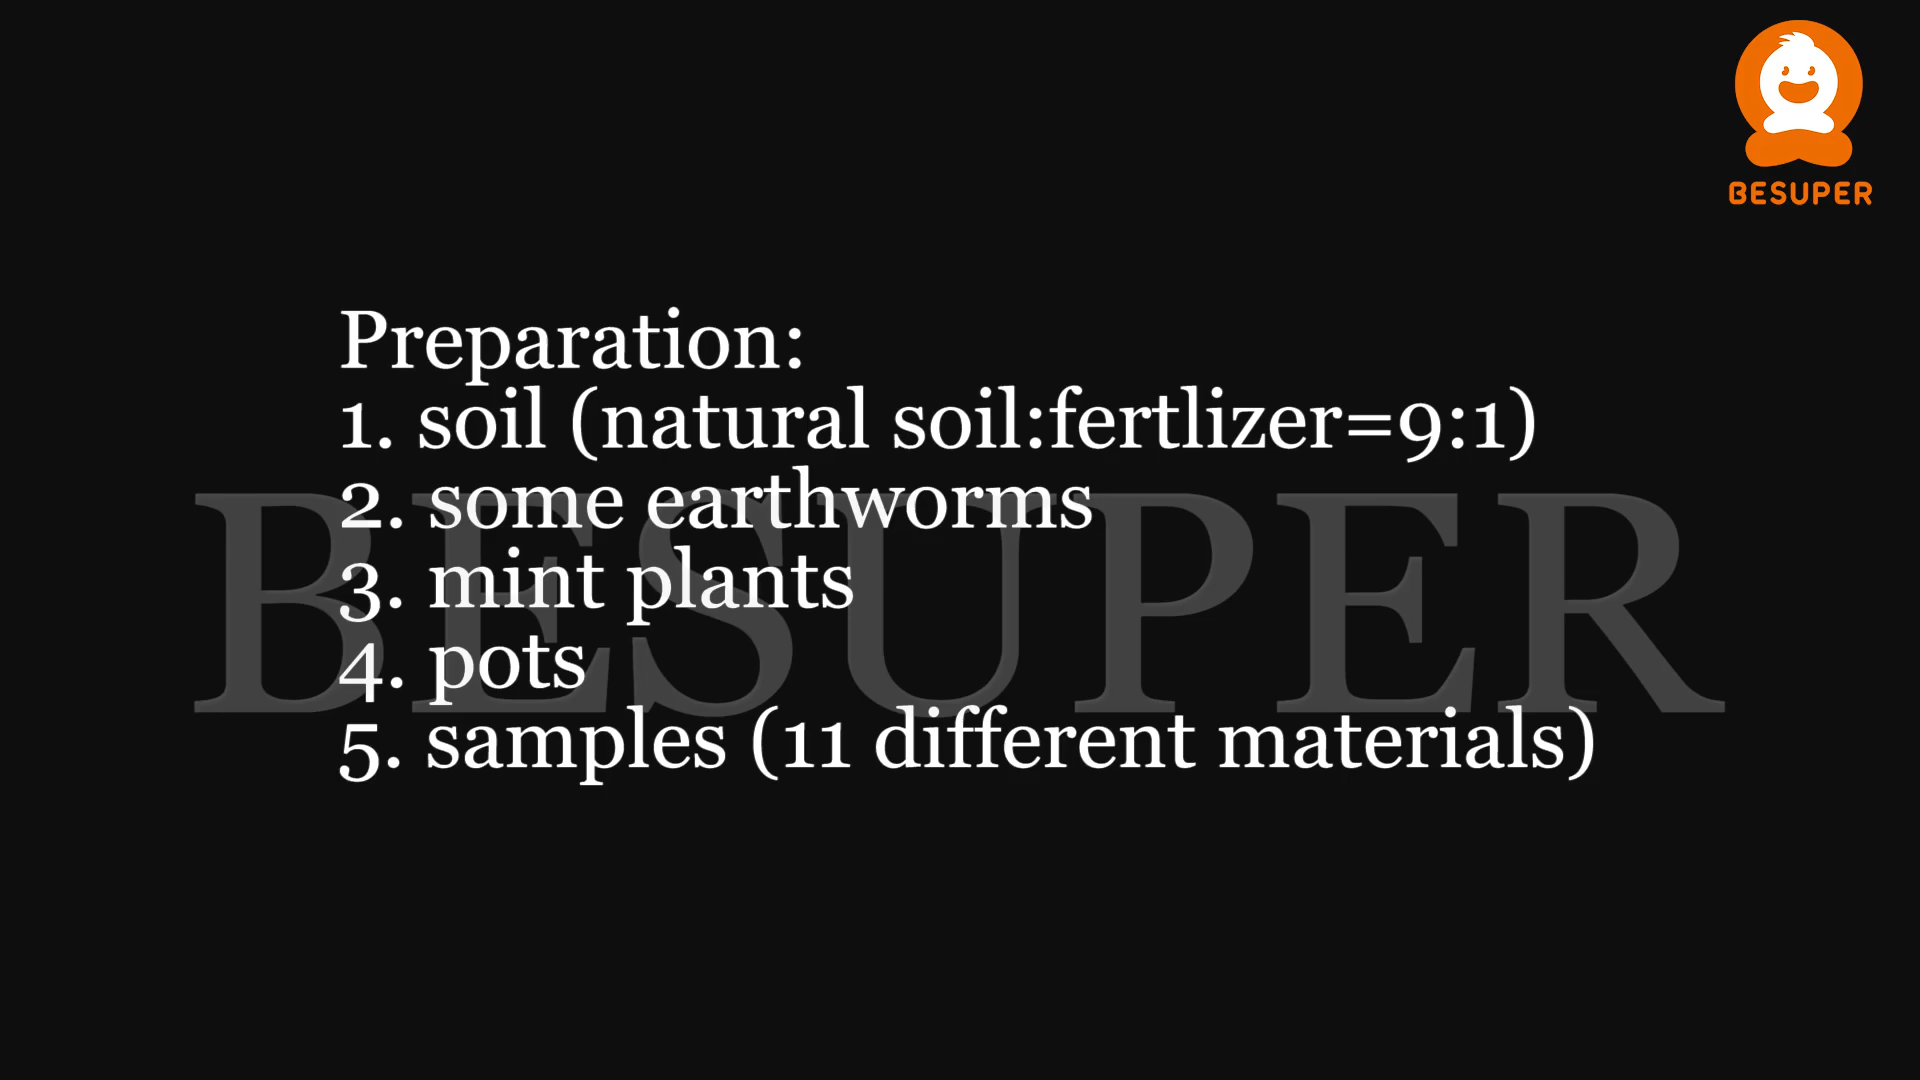 BESUPER
Preparation:
1. soil (natural soil:fertlizer=9:1)
2. some earthworms
3. mint plants
4. pots
5. samples (11 different materials)
BESUPER